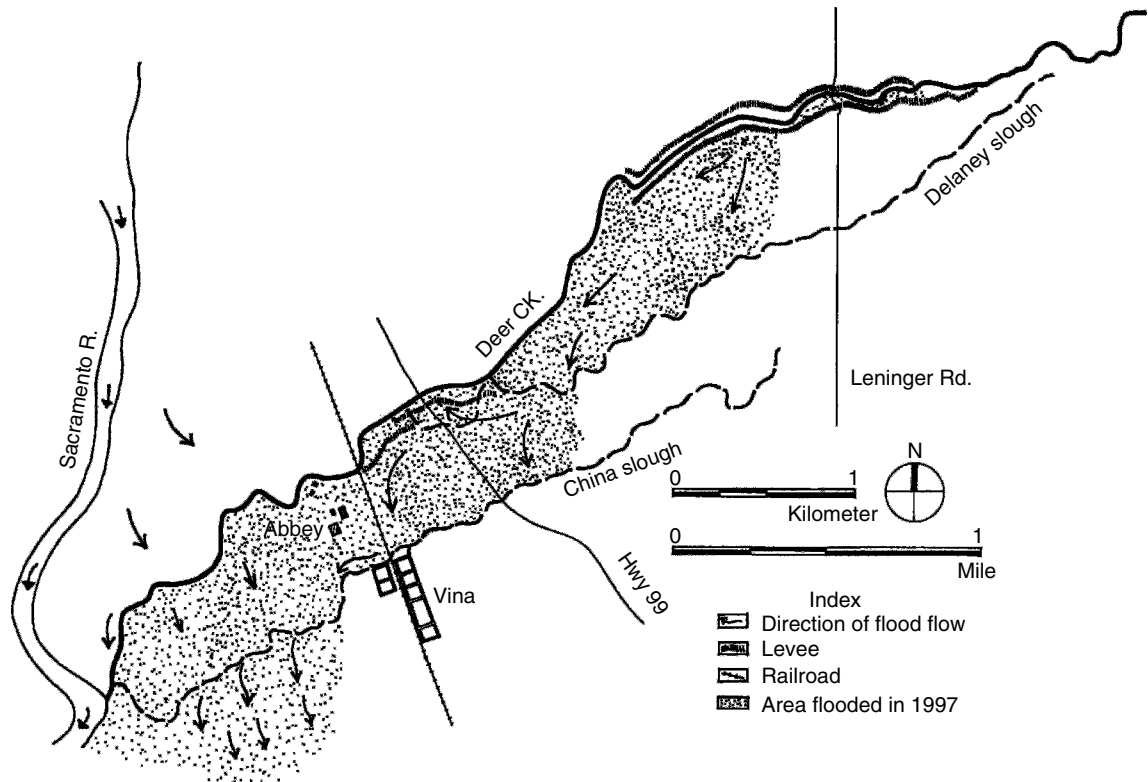 Delaney slough
Deer CK.
Sacramento R.
Leninger Rd.
China slough
N
0 1
Kilometer
0 1
Mile
Abbey
Vina
Hwy 99
Index
Direction of flood flow
Levee
Railroad
Area flooded in 1997